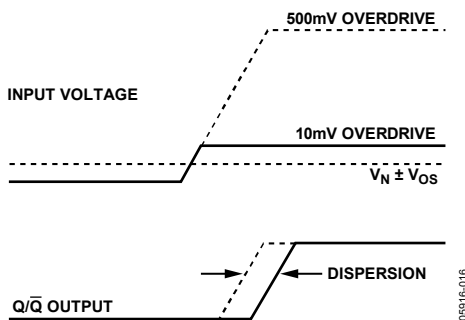 500mV OVERDRIVE
INPUT VOLTAGE
10mV OVERDRIVE
V_N ± V_OS
DISPERSION
Q/Q̅ OUTPUT
05916-016